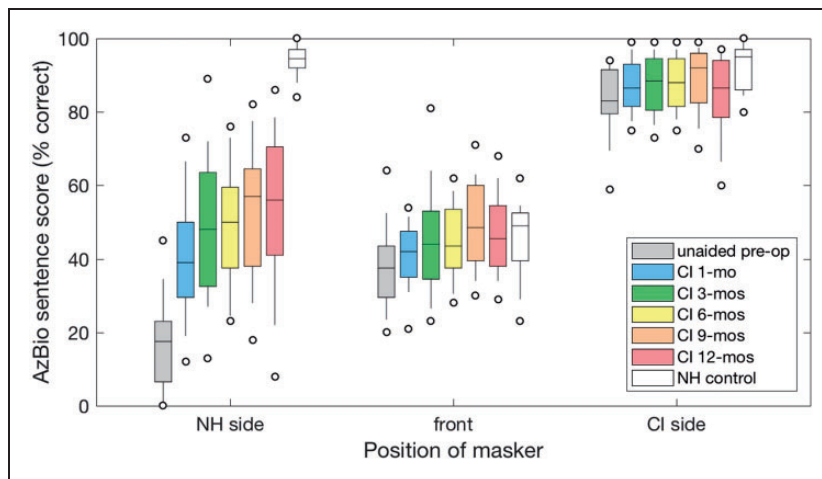 100
80
60
40
20
0
AzBio sentence score (% correct)
NH side
front
CI side
Position of masker
unaided pre-op
CI 1-mo
CI 3-mos
CI 6-mos
CI 9-mos
CI 12-mos
NH control